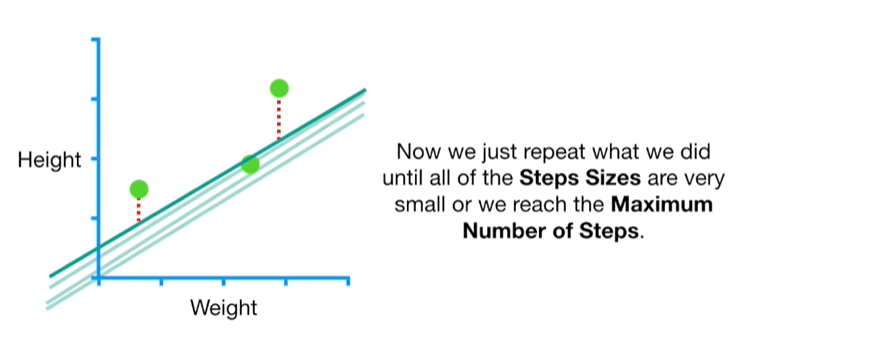 Height
Weight
Now we just repeat what we did
until all of the Steps Sizes are very
small or we reach the Maximum
Number of Steps.